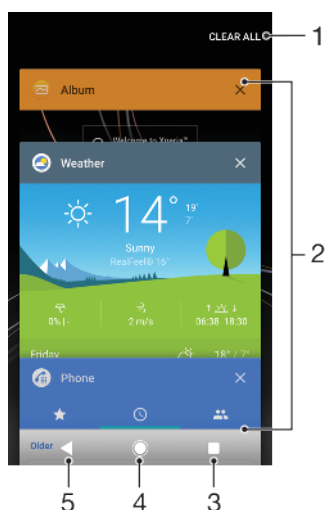 CLEAR ALL
1
Album
Welcome to Xperia™
Weather
14°
19°
7°
Sunny
RealFeel® 16°
2
0% | -
2 m/s
↑ ↓
06:38 18:30
Friday
18° / 7°
Phone
Older
5
4
3